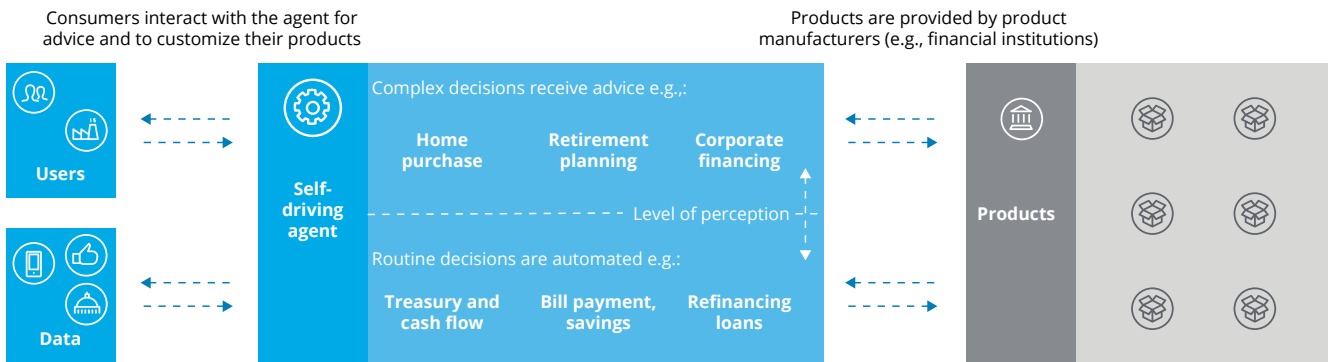 Consumers interact with the agent for
advice and to customize their products
Products are provided by product
manufacturers (e.g., financial institutions)
Users
Data
Self-
driving
agent
Complex decisions receive advice e.g.,:
Home
purchase
Retirement
planning
Corporate
financing
Level of perception
Routine decisions are automated e.g.:
Treasury and
cash flow
Bill payment,
savings
Refinancing
loans
Products